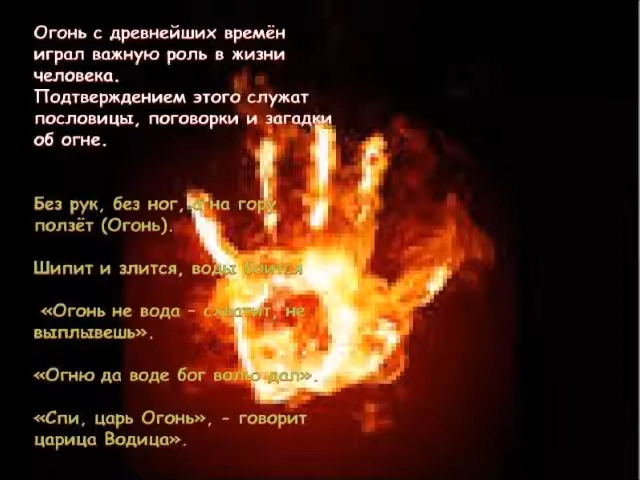 Огонь с древнейших времён
играл важную роль в жизни
человека.
Подтверждением этого служат
пословицы, поговорки и загадки
об огне.
Без рук, без ног, а на гору
ползёт (Огонь).
Шипит и злится, воды боится
«Огонь не вода – схватит, не
выплывешь».
«Огню да воде бог волю дал».
«Спи, царь Огонь», - говорит
царица Водица».